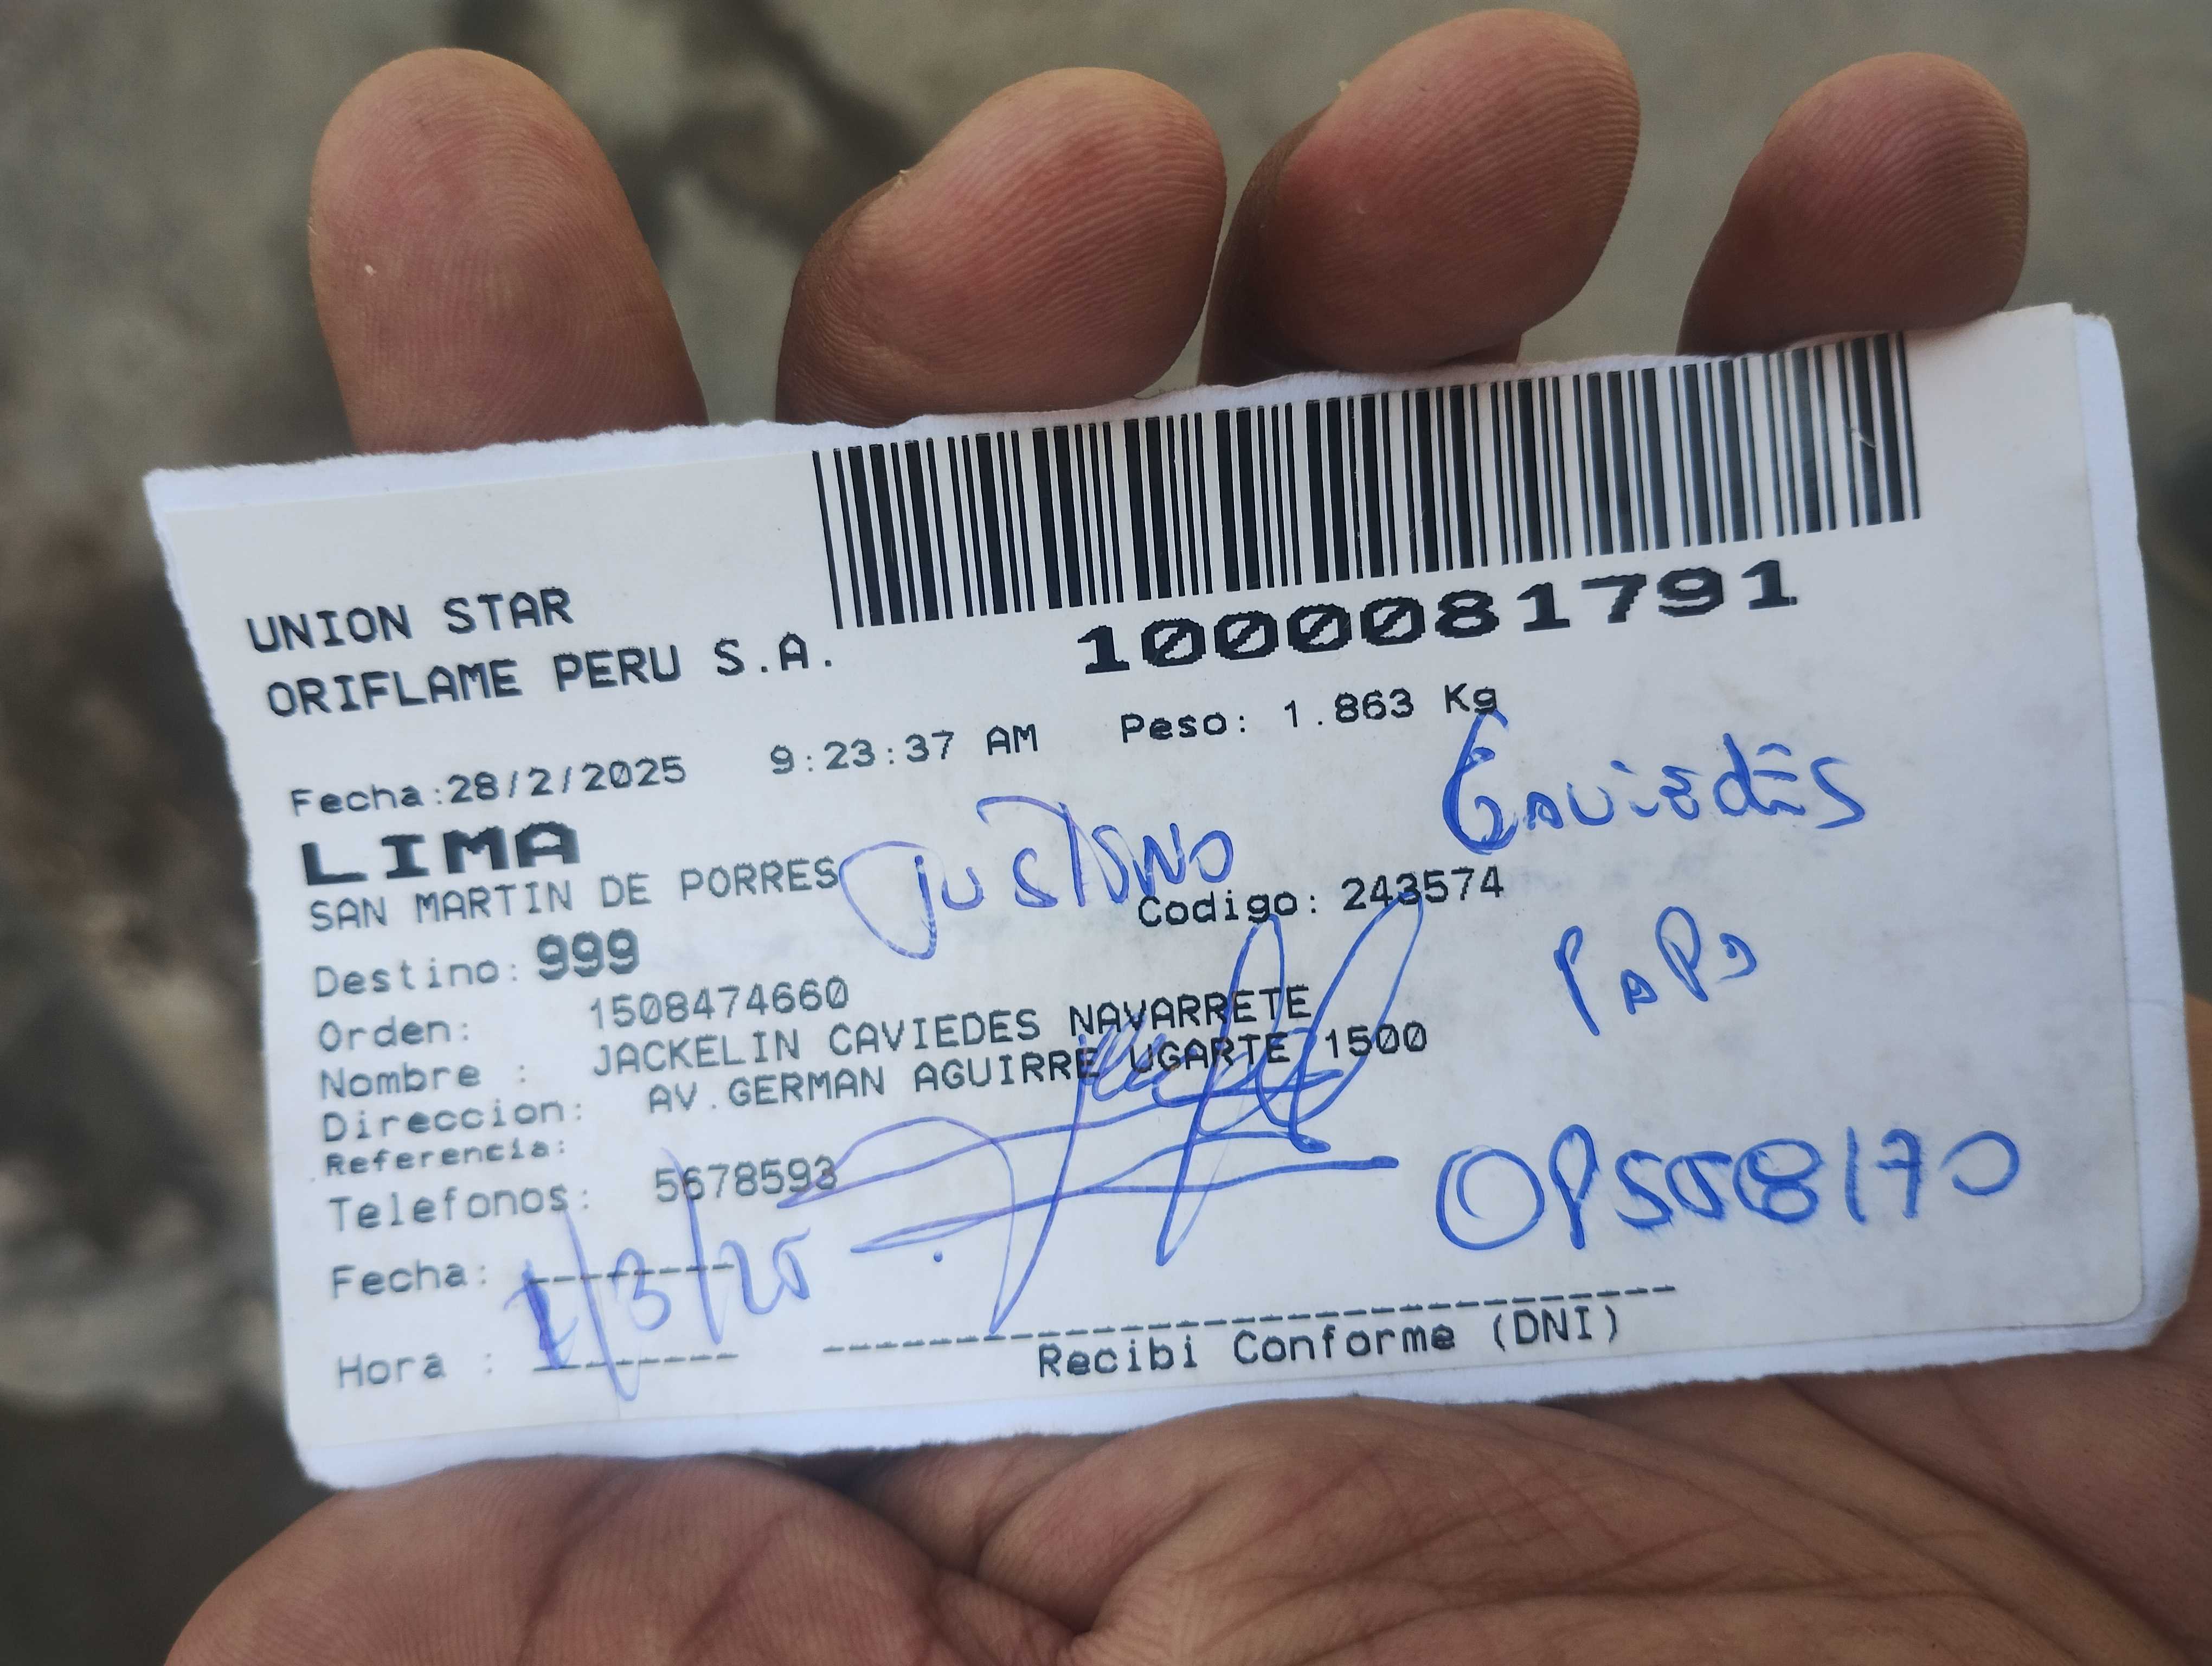 UNION STAR
ORIFLAME PERU S.A.
1000081791
Fecha:28/2/2025 9:23:37 AM Peso: 1.863 Kg
LIMA
SAN MARTIN DE PORRES
JUSTINO CAVIEDES
Codigo: 243574
PAPA
Destino: 999
Orden: 1508474660
Nombre : JACKELIN CAVIEDES NAVARRETE
Direccion: AV.GERMAN AGUIRRE UGARTE 1500
Referencia:
Telefonos: 5678593
Fecha: 1/3/25
Hora :
Recibi Conforme (DNI)